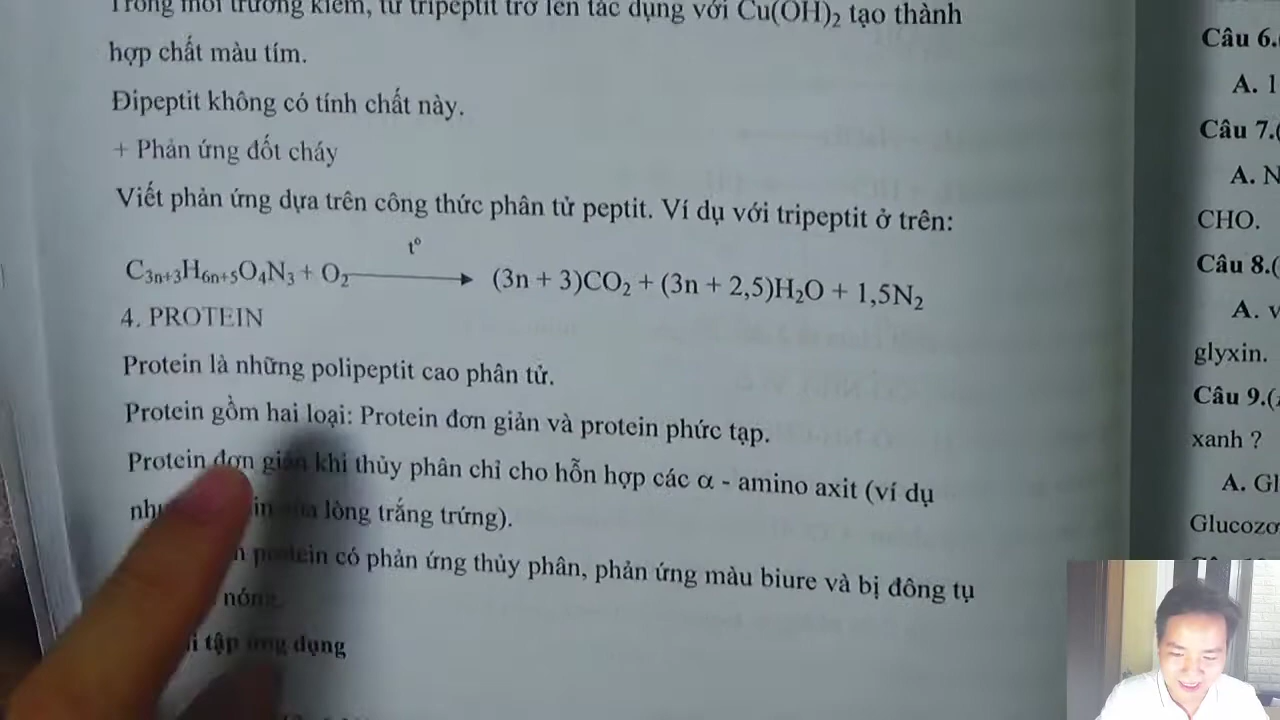 Trong môi trường kiềm, từ tripeptit trở lên tác dụng với Cu(OH)₂ tạo thành
hợp chất màu tím.
Đipeptit không có tính chất này.
+ Phản ứng đốt cháy
Viết phản ứng dựa trên công thức phân tử peptit. Ví dụ với tripeptit ở trên:
t°
C₃ₙ₊₃H₆ₙ₊₅O₄N₃ + O₂ ⟶ (3n + 3)CO₂ + (3n + 2,5)H₂O + 1,5N₂
4. PROTEIN
Protein là những polipeptit cao phân tử.
Protein gồm hai loại: Protein đơn giản và protein phức tạp.
Protein đơn giản khi thủy phân chỉ cho hỗn hợp các α - amino axit (ví dụ
lòng trắng trứng).
protein có phản ứng thủy phân, phản ứng màu biure và bị đông tụ
nóng.
tập ứng dụng
Câu 6.(
A. 1
Câu 7.(
A. N
CHO.
Câu 8.(
A. v
glyxin.
Câu 9.(
xanh ?
A. Gl
Glucozo